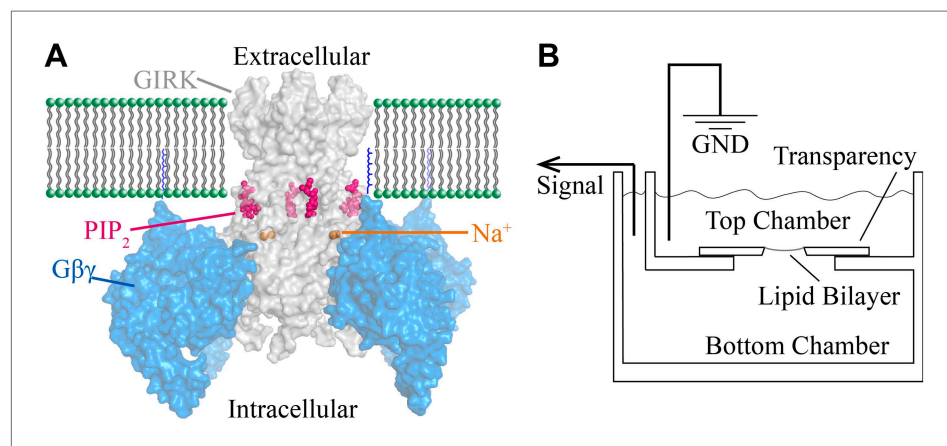 A
Extracellular
GIRK
PIP₂
Na⁺
Gβγ
Intracellular
B
GND
Transparency
Signal
Top Chamber
Lipid Bilayer
Bottom Chamber